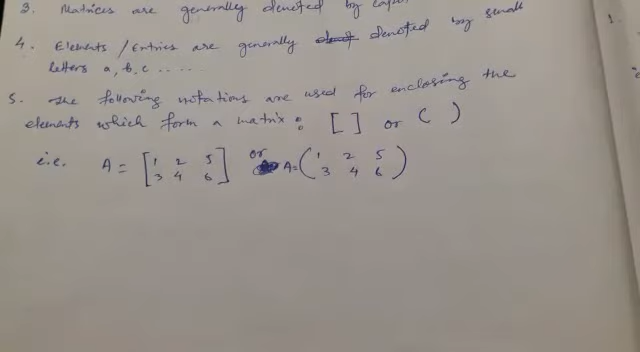 3. Matrices are generally denoted by
4. Elements / Entries are generally denoted by small
letters a, b, c .....
5. The following notations are used for enclosing the
elements which form a matrix : [ ] or ( )
i.e. A = [ 1 2 5 or A = ( 1 2 5
3 4 6 ] 3 4 6 )
1.